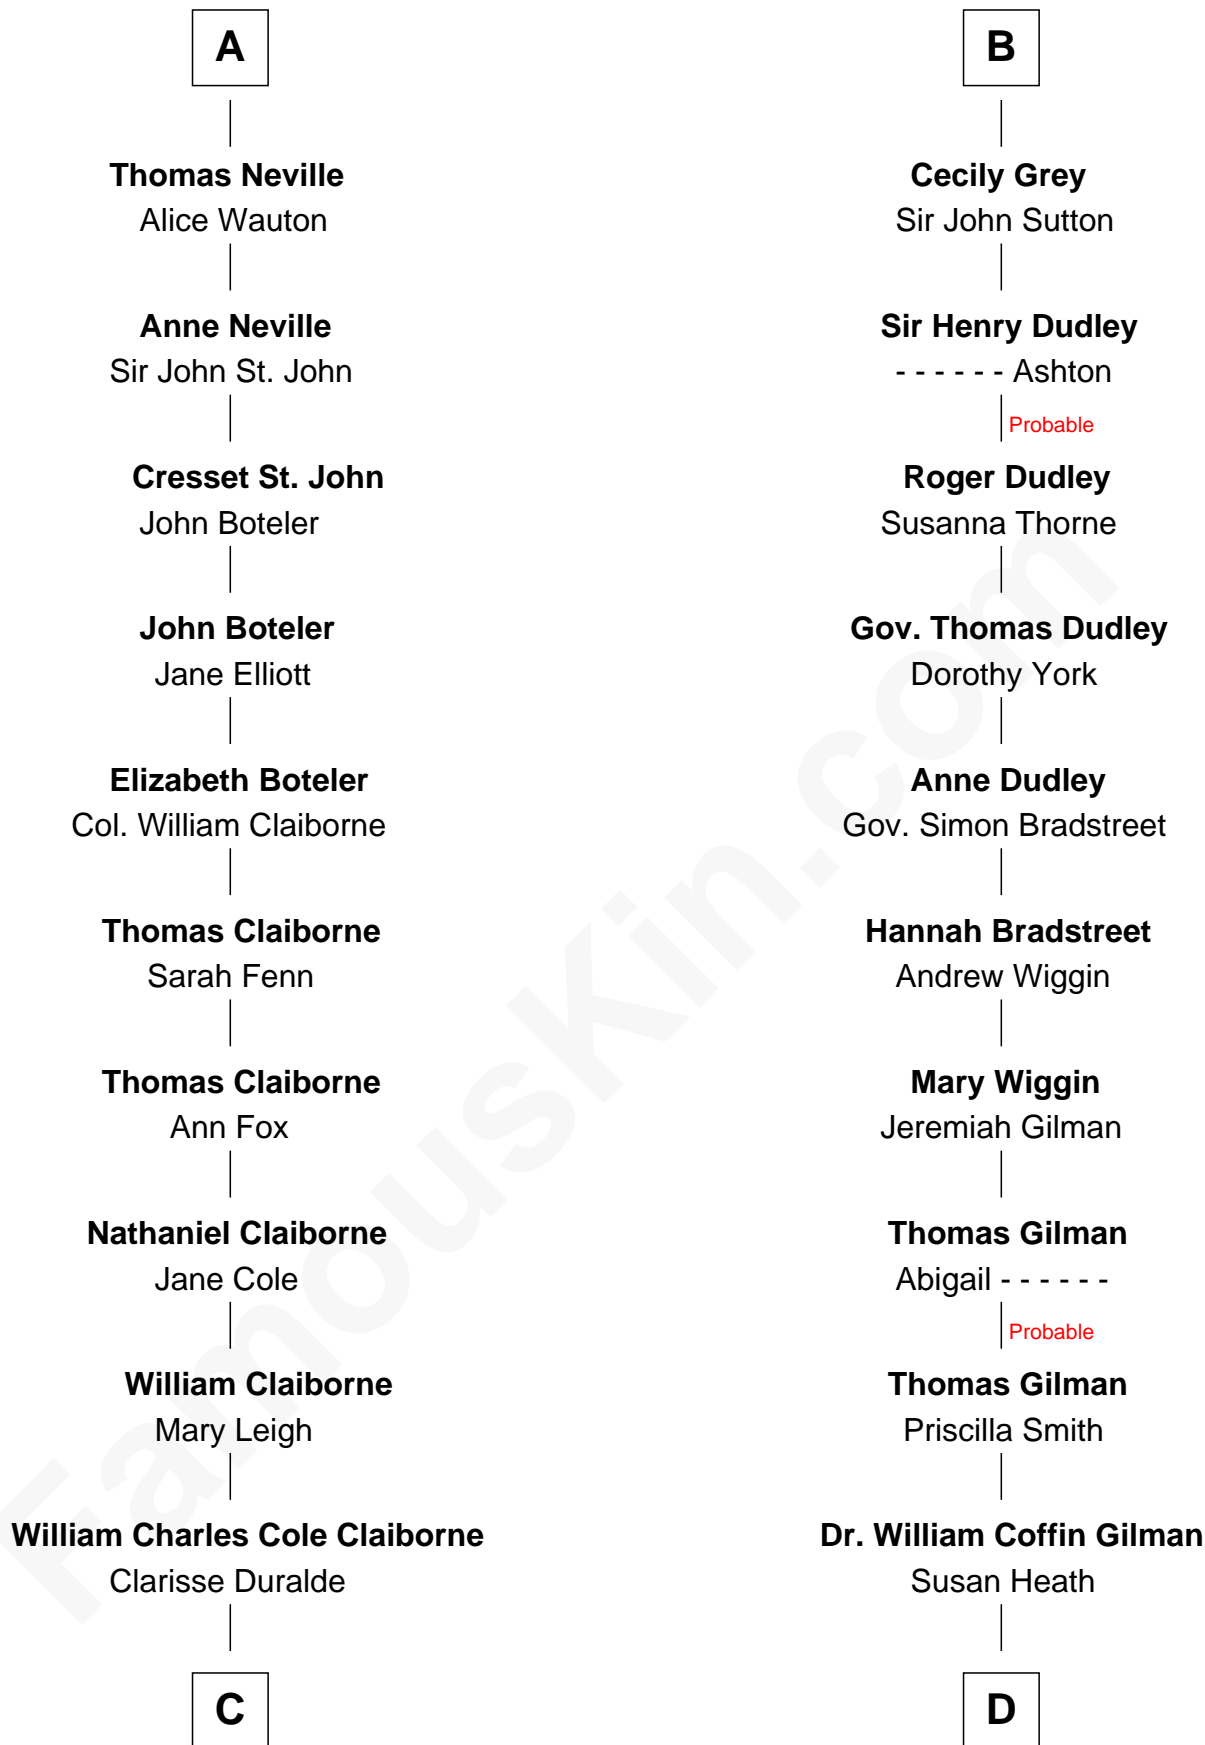 A
Thomas Neville
Alice Wauton
Anne Neville
Sir John St. John
Cresset St. John
John Boteler
John Boteler
Jane Elliott
Elizabeth Boteler
Col. William Claiborne
Thomas Claiborne
Sarah Fenn
Thomas Claiborne
Ann Fox
Nathaniel Claiborne
Jane Cole
William Claiborne
Mary Leigh
William Charles Cole Claiborne
Clarisse Duralde
C
B
Cecily Grey
Sir John Sutton
Sir Henry Dudley
- - - - - - Ashton
Probable
Roger Dudley
Susanna Thorne
Gov. Thomas Dudley
Dorothy York
Anne Dudley
Gov. Simon Bradstreet
Hannah Bradstreet
Andrew Wiggin
Mary Wiggin
Jeremiah Gilman
Thomas Gilman
Abigail - - - - - -
Probable
Thomas Gilman
Priscilla Smith
Dr. William Coffin Gilman
Susan Heath
D
FamousKin.com